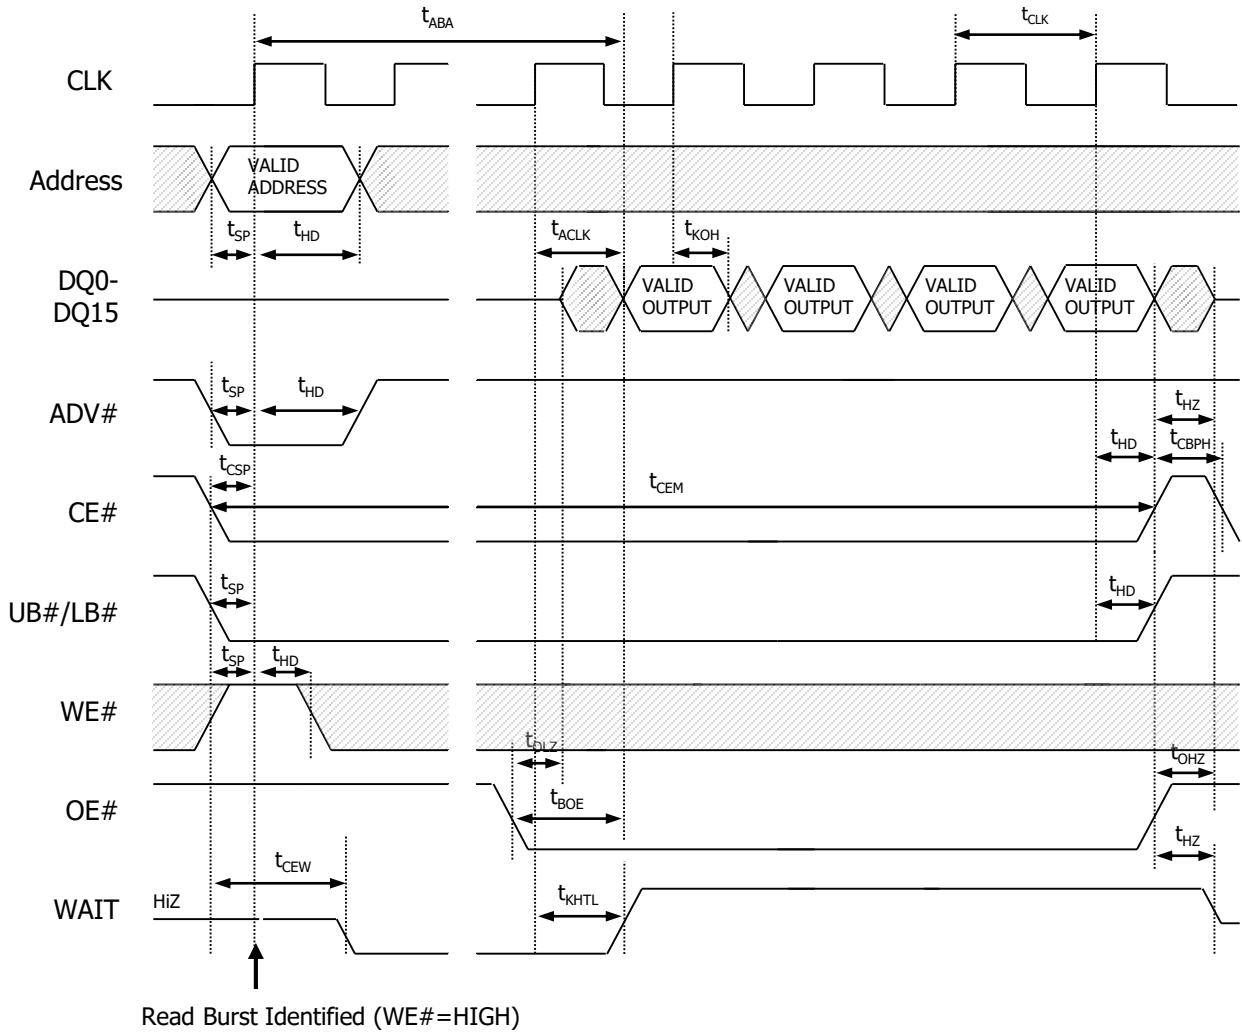 tABA
tCLK
CLK
Address
VALID
ADDRESS
tSP
tHD
tACLK
tKOH
DQ0-
DQ15
VALID
OUTPUT
VALID
OUTPUT
VALID
OUTPUT
VALID
OUTPUT
ADV#
tSP
tHD
tHZ
tHD
tCBPH
CE#
tCSP
tCEM
UB#/LB#
tSP
tHD
WE#
tSP
tHD
tOLZ
tOHZ
OE#
tBOE
tHZ
WAIT
HiZ
tCEW
tKHTL
Read Burst Identified (WE#=HIGH)